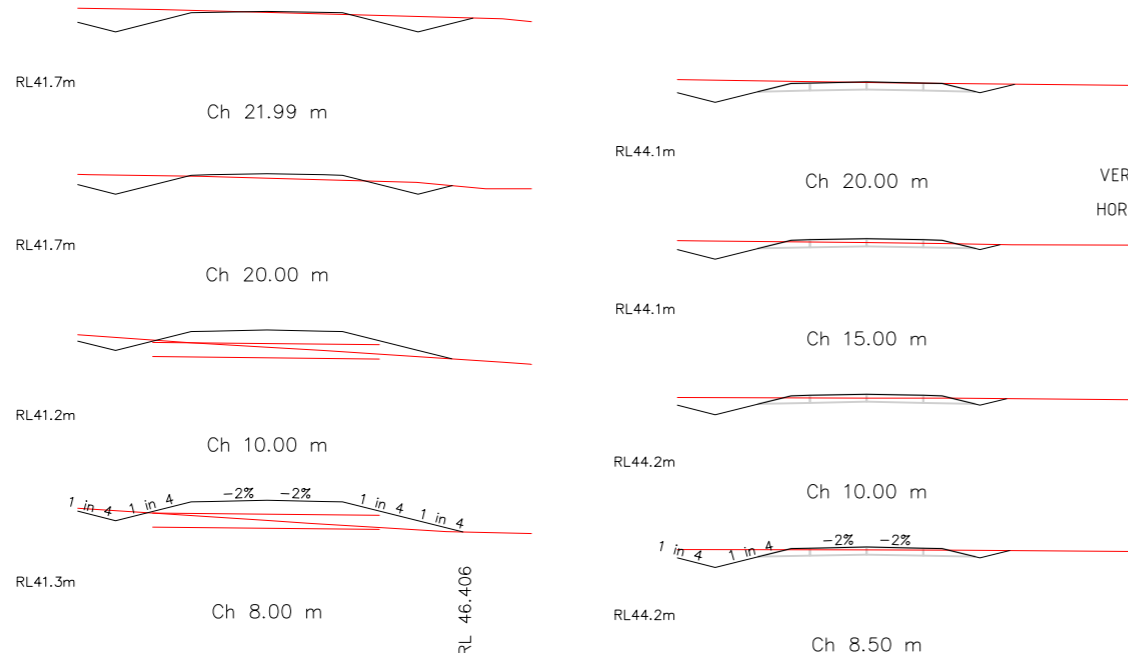 RL41.7m
Ch 21.99 m
RL41.7m
Ch 20.00 m
RL41.2m
Ch 10.00 m
1 in 4 1 in 4 -2% -2% 1 in 4 1 in 4
RL41.3m
Ch 8.00 m
RL 46.406
RL44.1m
Ch 20.00 m
VER
HOR
RL44.1m
Ch 15.00 m
RL44.2m
Ch 10.00 m
1 in 4 1 in 4 -2% -2%
RL44.2m
Ch 8.50 m